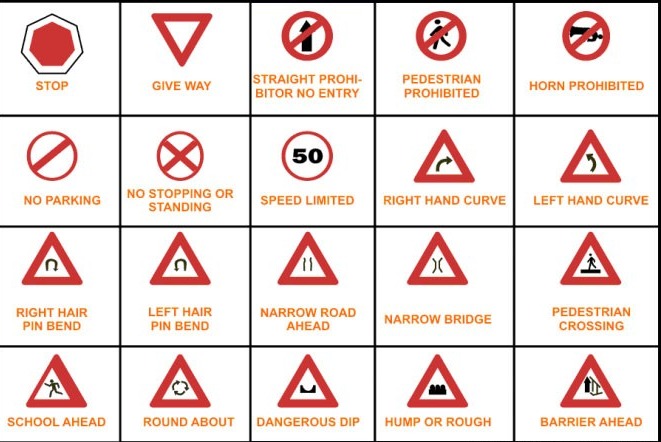 STOP
GIVE WAY
STRAIGHT PROHI-
BITOR NO ENTRY
PEDESTRIAN
PROHIBITED
HORN PROHIBITED
NO PARKING
NO STOPPING OR
STANDING
50
SPEED LIMITED
RIGHT HAND CURVE
LEFT HAND CURVE
RIGHT HAIR
PIN BEND
LEFT HAIR
PIN BEND
NARROW ROAD
AHEAD
NARROW BRIDGE
PEDESTRIAN
CROSSING
SCHOOL AHEAD
ROUND ABOUT
DANGEROUS DIP
HUMP OR ROUGH
BARRIER AHEAD